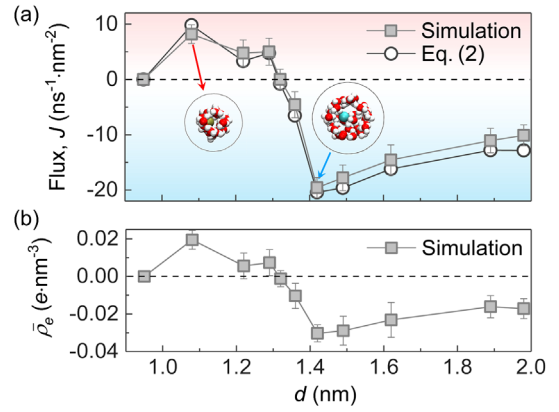 (a)
Flux, J (ns⁻¹·nm⁻²)
10
0
-10
-20
Simulation
Eq. (2)
(b)
ρ̄ₑ (e·nm⁻³)
0.02
0.00
-0.02
-0.04
Simulation
1.0 1.2 1.4 1.6 1.8 2.0
d (nm)